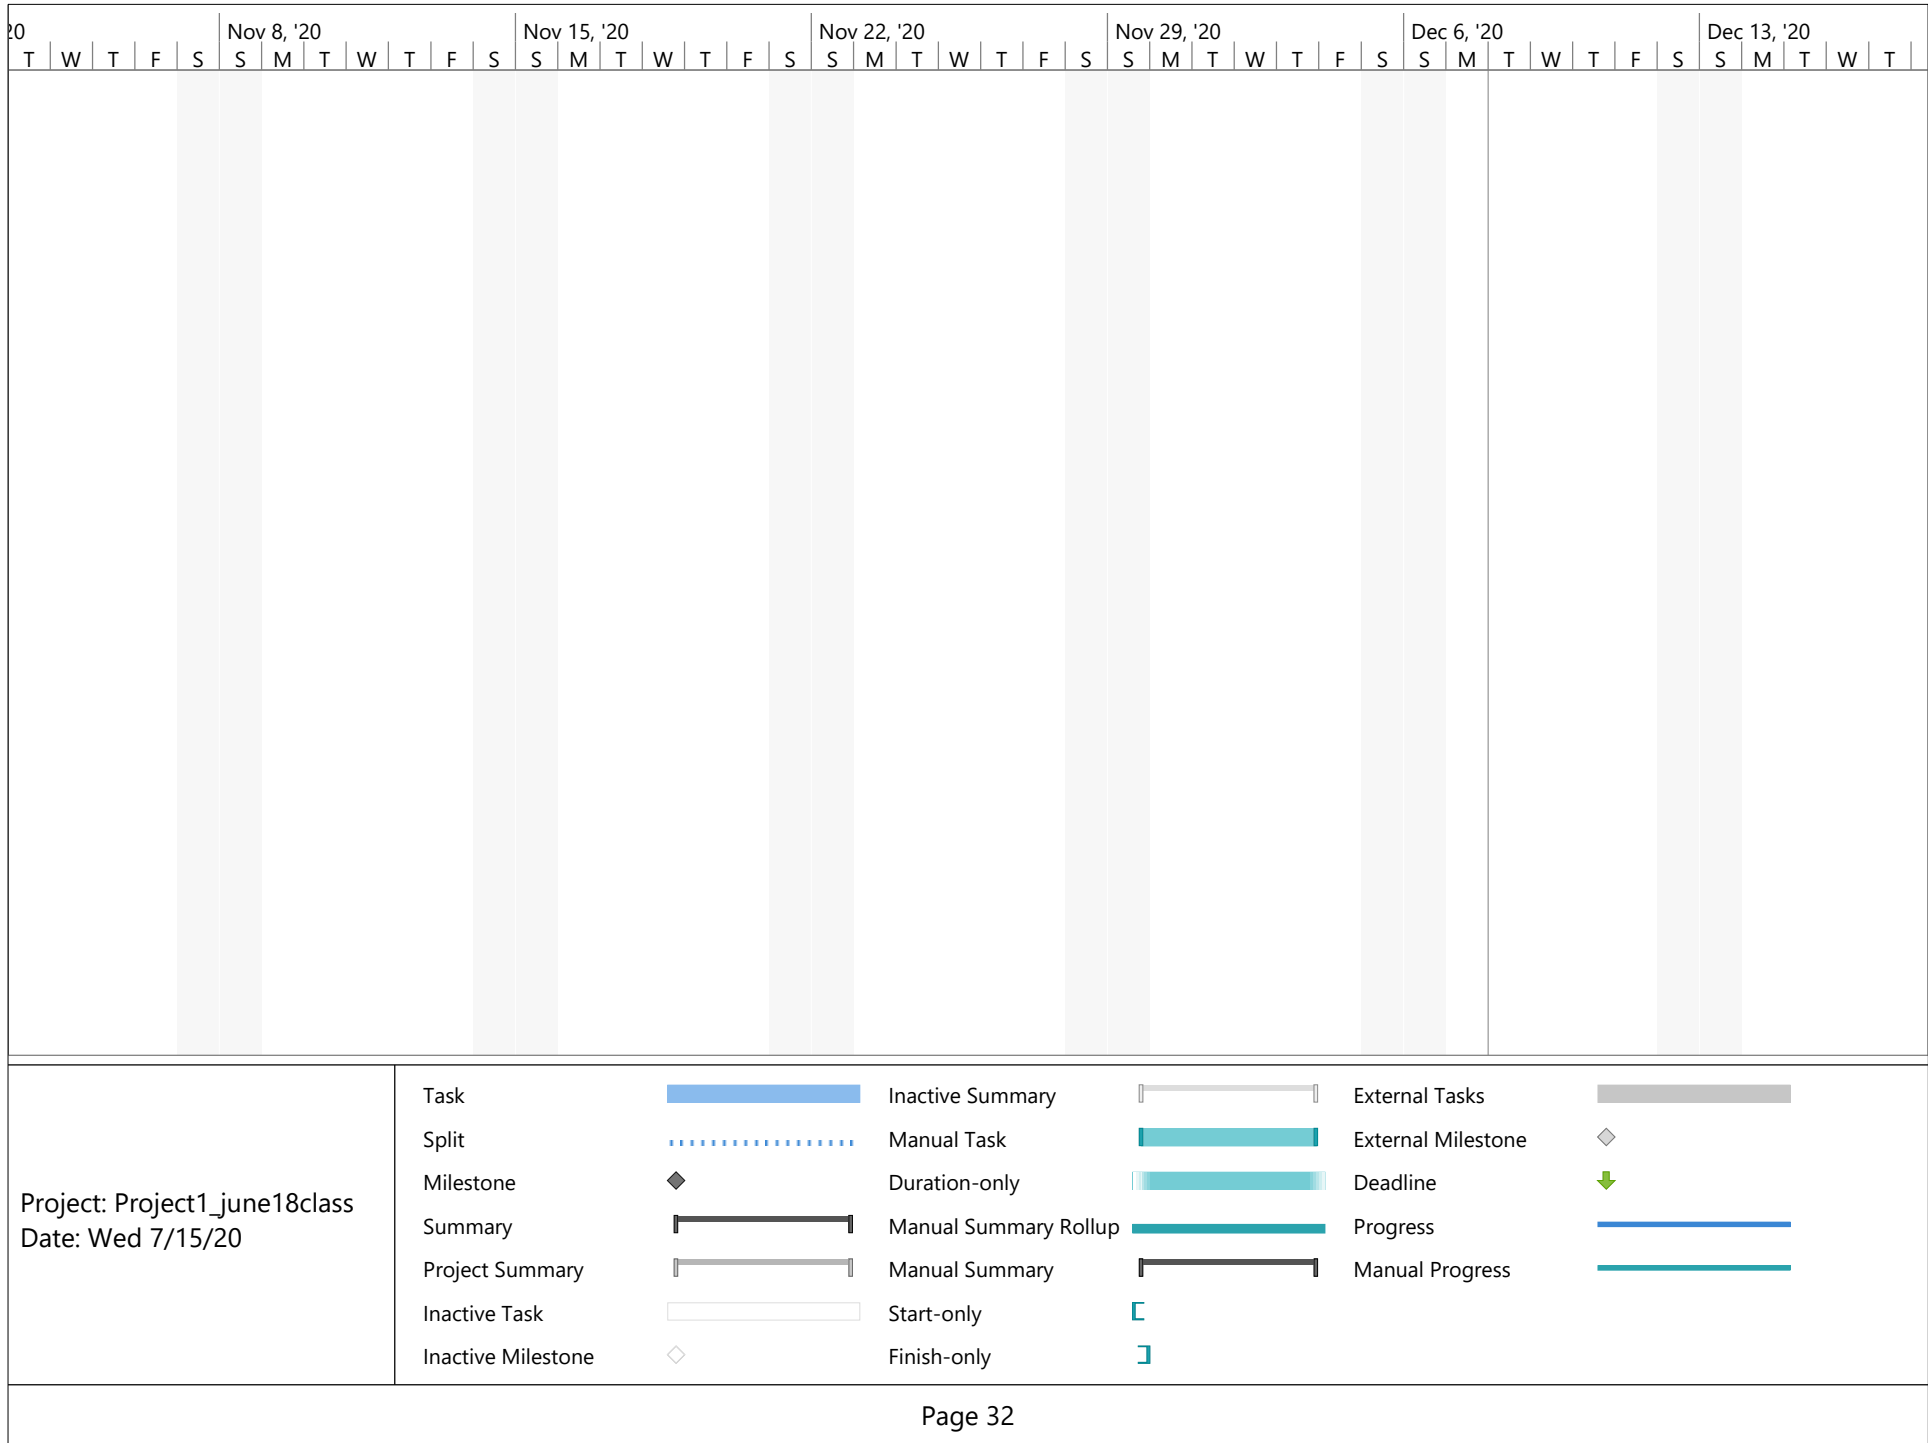 20 Nov 8, '20 Nov 15, '20 Nov 22, '20 Nov 29, '20 Dec 6, '20 Dec 13, '20
T W T F S S M T W T F S S M T W T F S S M T W T F S S M T W T F S S M T W T F S S M T W T
Project: Project1_june18class
Date: Wed 7/15/20
Task
Split
Milestone
Summary
Project Summary
Inactive Task
Inactive Milestone
Inactive Summary
Manual Task
Duration-only
Manual Summary Rollup
Manual Summary
Start-only
Finish-only
External Tasks
External Milestone
Deadline
Progress
Manual Progress
Page 32